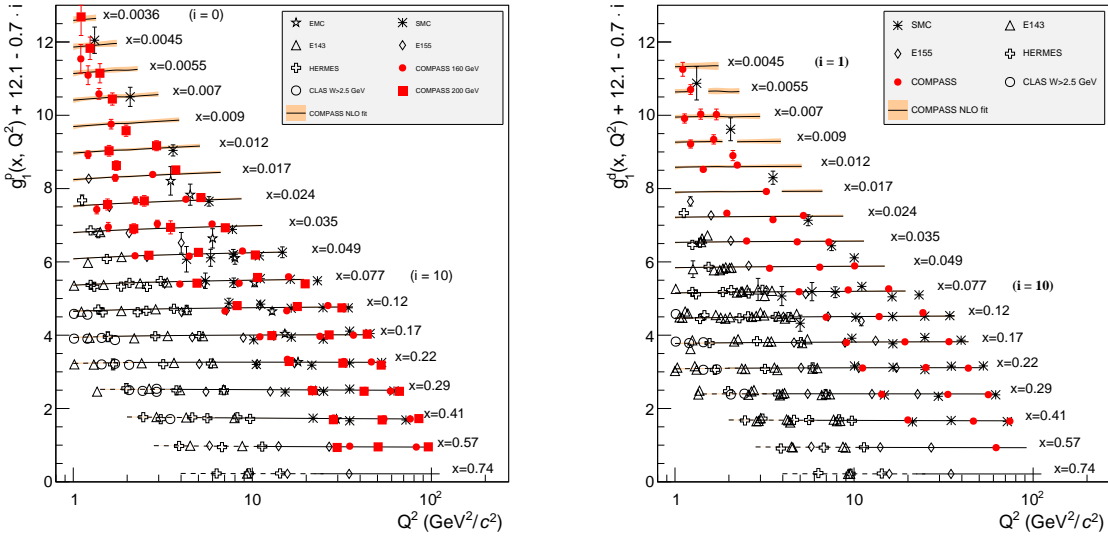 g₁ᵖ(x, Q²) + 12.1 - 0.7 · i
12
10
8
6
4
2
0
1
10
10²
Q² (GeV²/c²)
EMC
SMC
E143
E155
HERMES
COMPASS 160 GeV
CLAS W>2.5 GeV
COMPASS 200 GeV
COMPASS NLO fit
x=0.0036 (i = 0)
x=0.0045
x=0.0055
x=0.007
x=0.009
x=0.012
x=0.017
x=0.024
x=0.035
x=0.049
x=0.077 (i = 10)
x=0.12
x=0.17
x=0.22
x=0.29
x=0.41
x=0.57
x=0.74
g₁ᵈ(x, Q²) + 12.1 - 0.7 · i
12
10
8
6
4
2
0
1
10
10²
Q² (GeV²/c²)
SMC
E143
E155
HERMES
COMPASS
CLAS W>2.5 GeV
COMPASS NLO fit
x=0.0045 (i = 1)
x=0.0055
x=0.007
x=0.009
x=0.012
x=0.017
x=0.024
x=0.035
x=0.049
x=0.077 (i = 10)
x=0.12
x=0.17
x=0.22
x=0.29
x=0.41
x=0.57
x=0.74